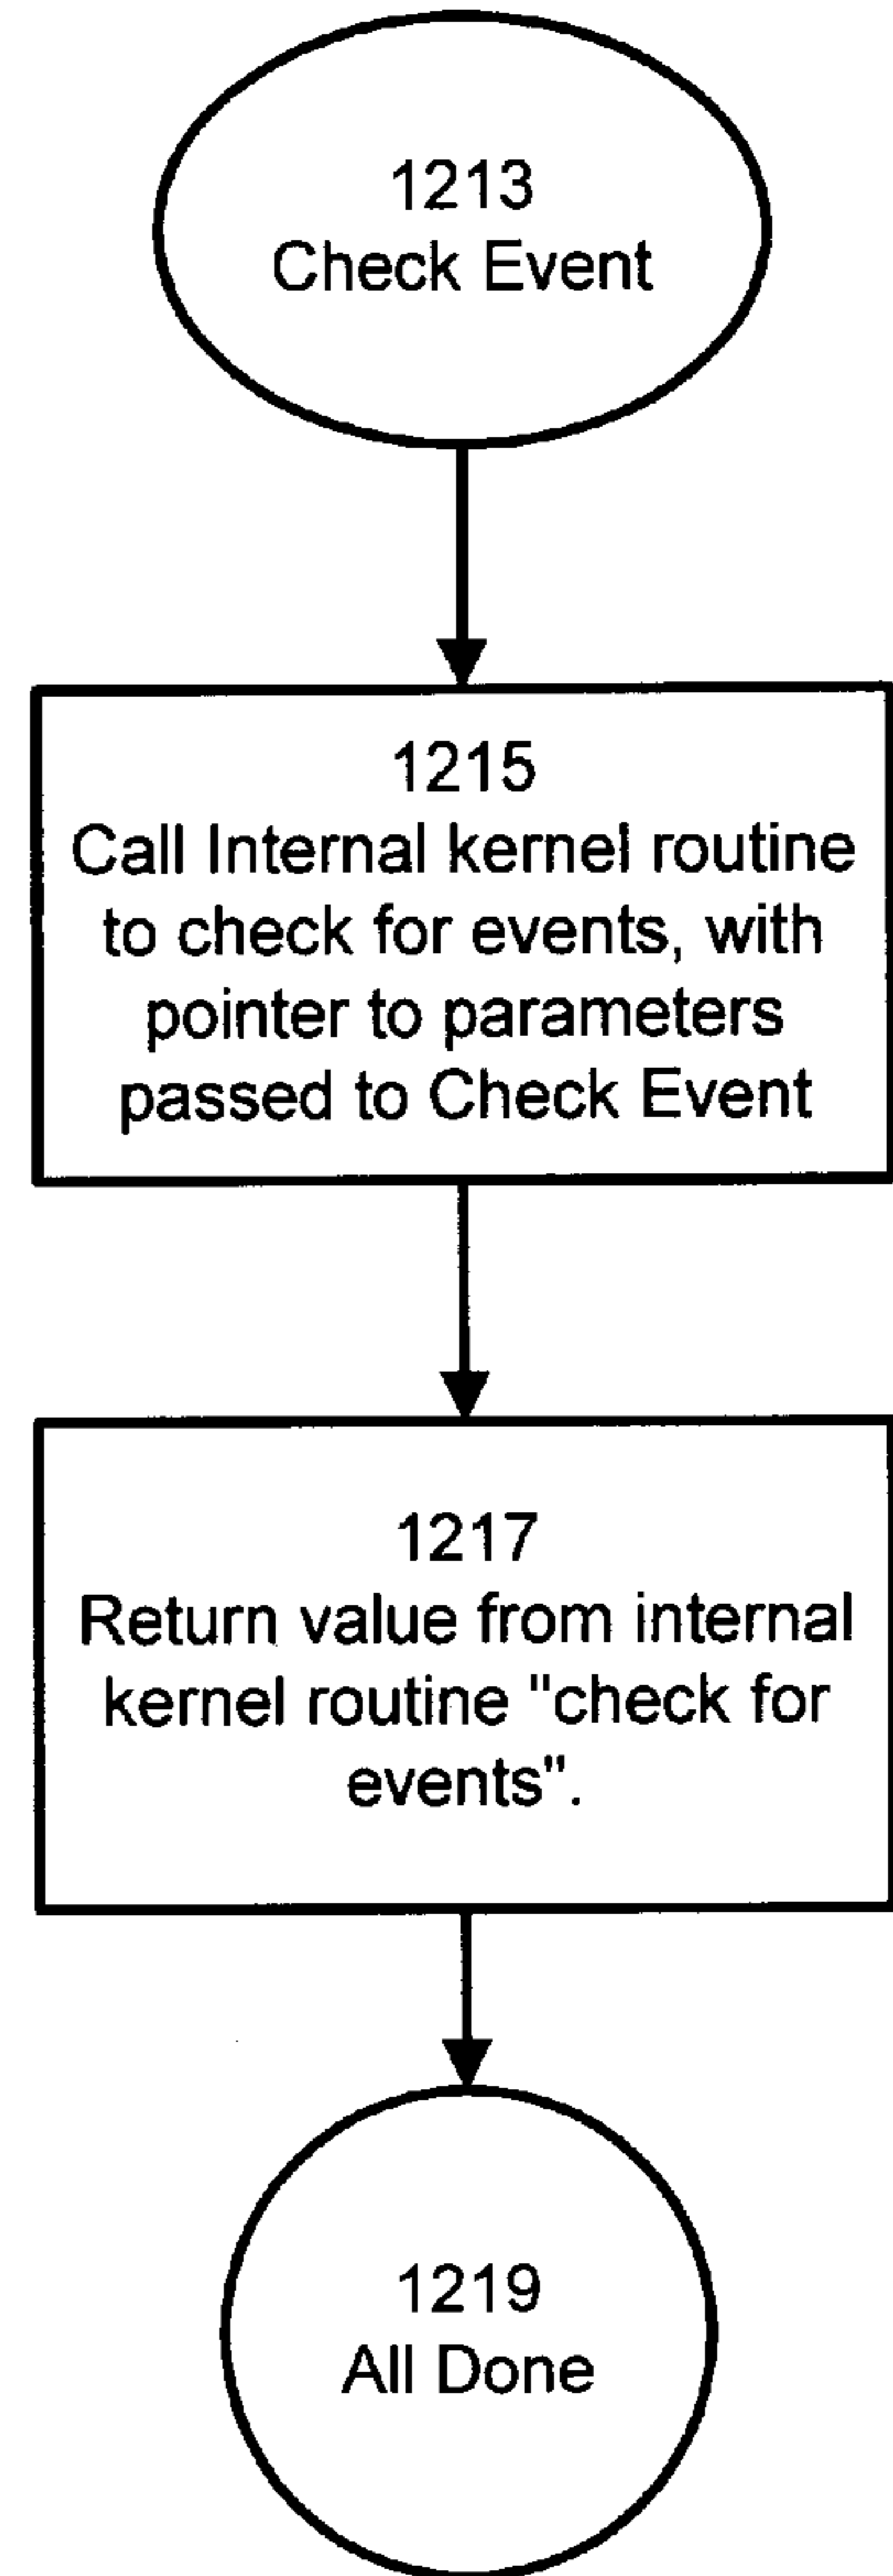 1213
Check Event
1215
Call Internal kernel routine
to check for events, with
pointer to parameters
passed to Check Event
1217
Return value from internal
kernel routine "check for
events".
1219
All Done